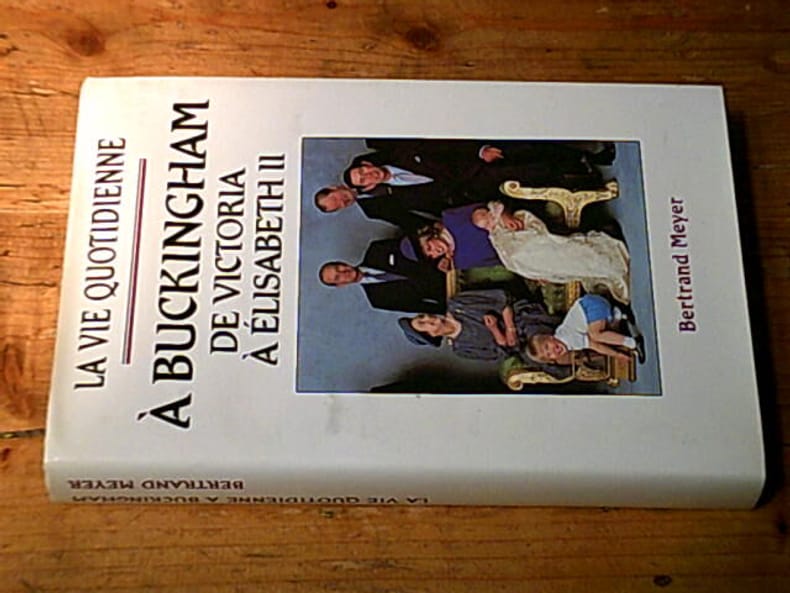 LA VIE QUOTIDIENNE
À BUCKINGHAM
DE VICTORIA
À ÉLISABETH II
Bertrand Meyer
BERTRAND MEYER
LA VIE QUOTIDIENNE A BUCKINGHAM